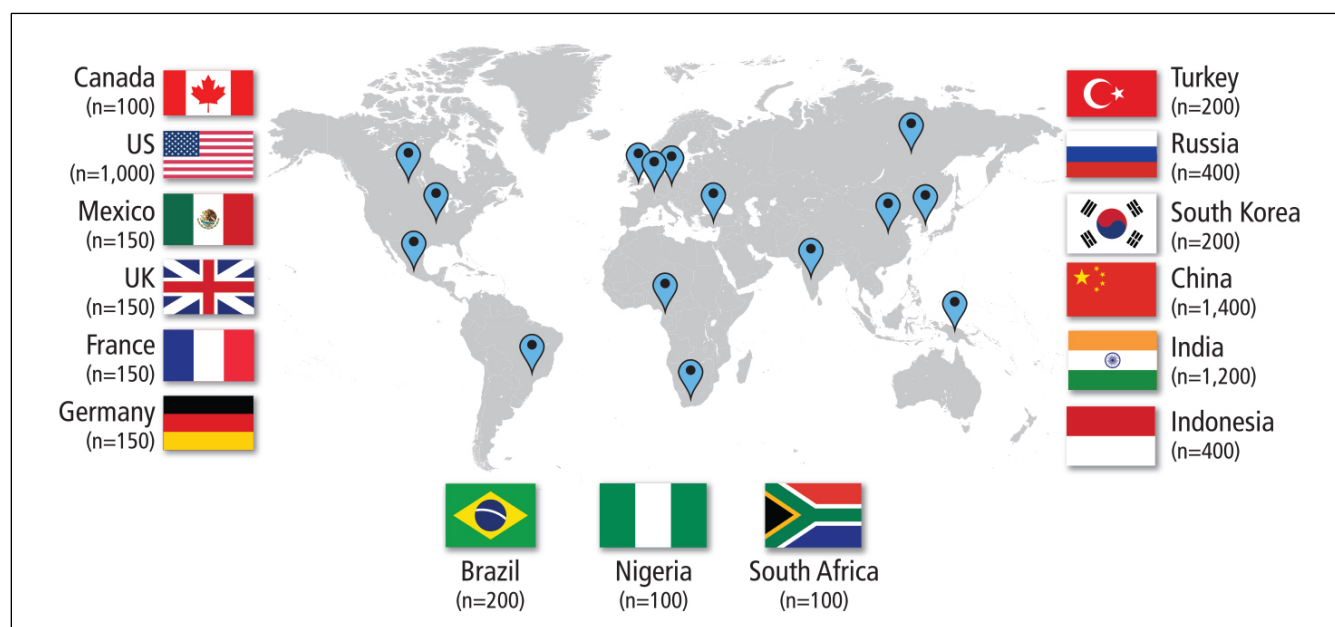 Canada
(n=100)
US
(n=1,000)
Mexico
(n=150)
UK
(n=150)
France
(n=150)
Germany
(n=150)
Turkey
(n=200)
Russia
(n=400)
South Korea
(n=200)
China
(n=1,400)
India
(n=1,200)
Indonesia
(n=400)
Brazil
(n=200)
Nigeria
(n=100)
South Africa
(n=100)